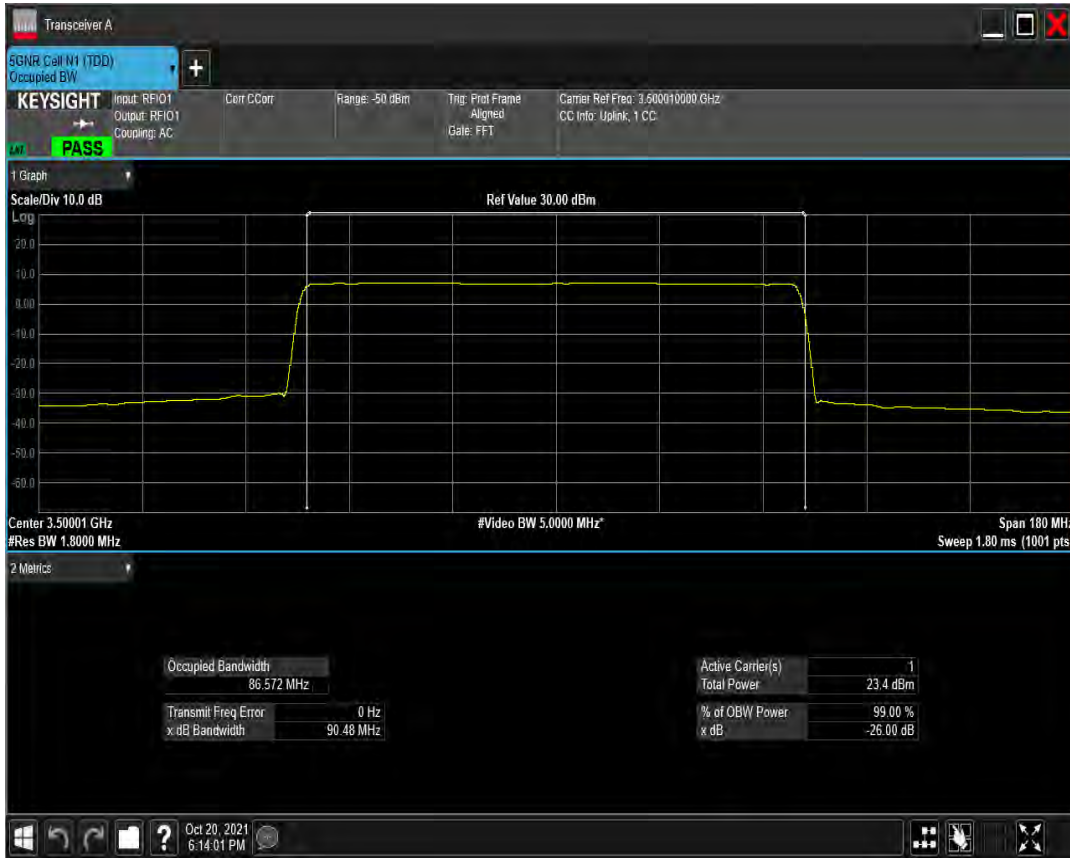 Transceiver A
5GNR Cell N1 (TDD)
Occupied BW
+
KEYSIGHT
Input: RFIO1
Output: RFIO1
Coupling: AC
Corr CCorr
Range: -50 dBm
Trig: Prot Frame
Aligned
Gate: FFT
Carrier Ref Freq: 3.500010000 GHz
CC Info: Uplink, 1 CC
PASS
1 Graph
Scale/Div 10.0 dB
Ref Value 30.00 dBm
Log
20.0
10.0
0.00
-10.0
-20.0
-30.0
-40.0
-50.0
-60.0
Center 3.50001 GHz
#Video BW 5.0000 MHz*
Span 180 MHz
#Res BW 1.8000 MHz
Sweep 1.80 ms (1001 pts
2 Metrics
Occupied Bandwidth
86.572 MHz
Transmit Freq Error 0 Hz
x dB Bandwidth 90.48 MHz
Active Carrier(s) 1
Total Power 23.4 dBm
% of OBW Power 99.00 %
x dB -26.00 dB
?
Oct 20, 2021
6:14:01 PM